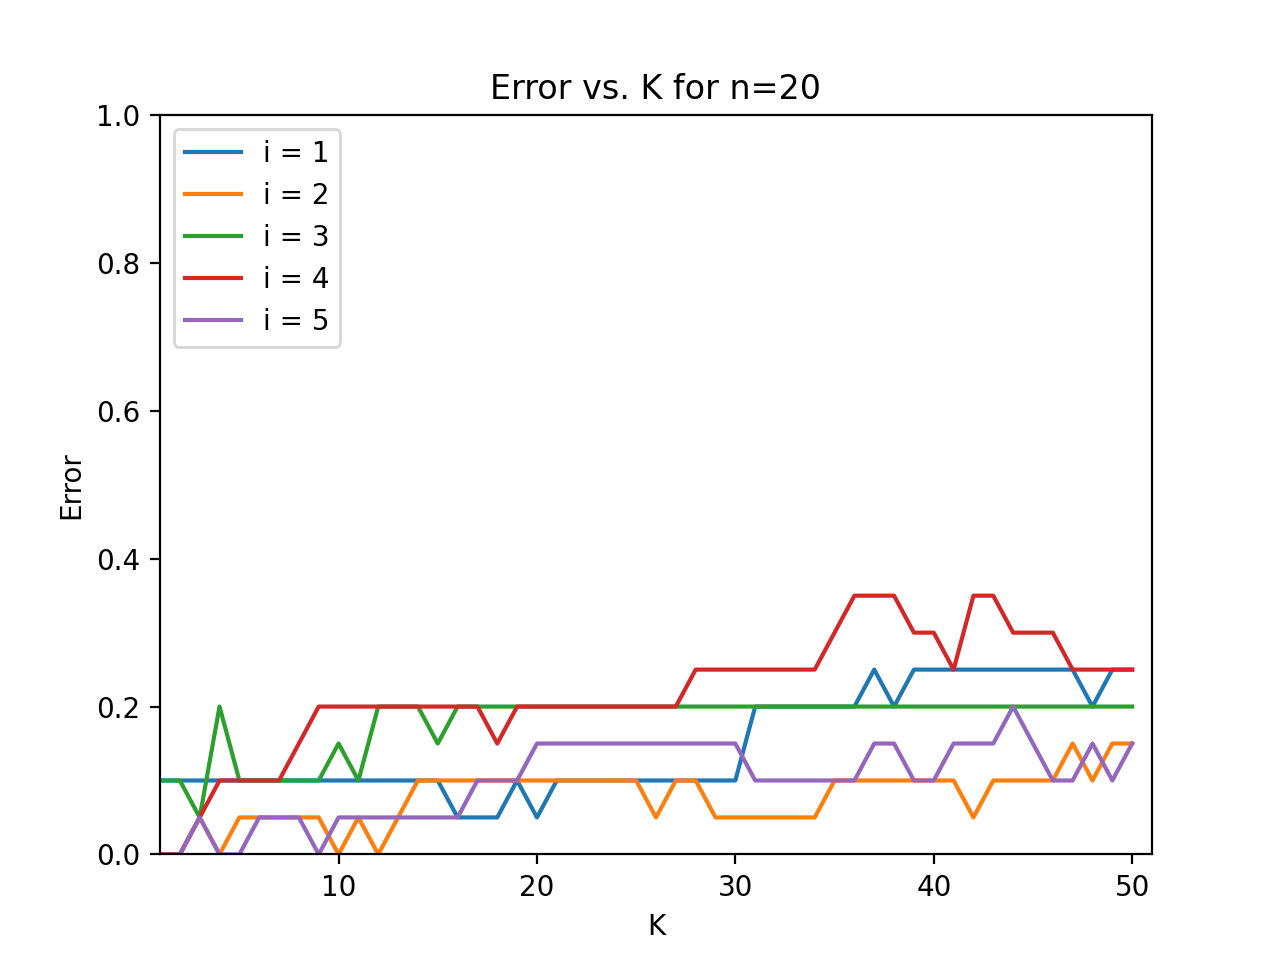 Error vs. K for n=20
1.0
0.8
0.6
0.4
0.2
0.0
Error
i = 1
i = 2
i = 3
i = 4
i = 5
10 20 30 40 50
K